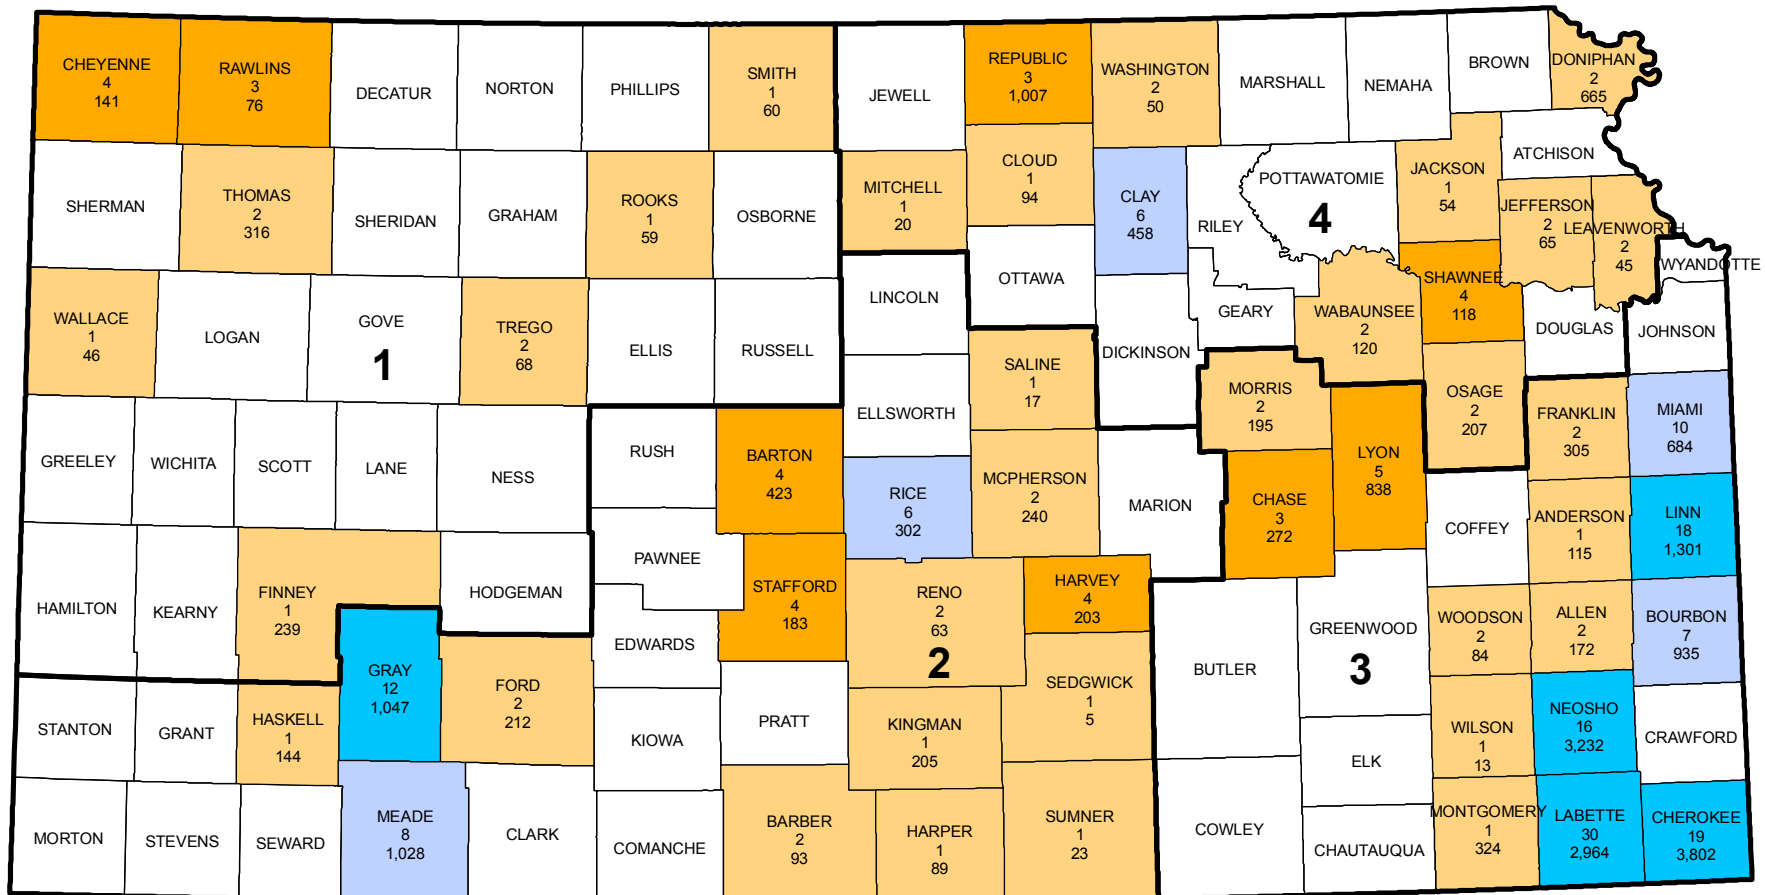 CHEYENNE
4
141
RAWLINS
3
76
DECATUR
NORTON
PHILLIPS
SMITH
1
60
JEWELL
REPUBLIC
3
1,007
WASHINGTON
2
50
MARSHALL
NEMAHA
BROWN
DONIPHAN
2
665
SHERMAN
THOMAS
2
316
SHERIDAN
GRAHAM
ROOKS
1
59
OSBORNE
MITCHELL
1
20
CLOUD
1
94
CLAY
6
458
RILEY
POTTAWATOMIE
4
JACKSON
1
54
ATCHISON
JEFFERSON
2
65
LEAVENWORTH
2
45
WYANDOTTE
WALLACE
1
46
LOGAN
GOVE
1
TREGO
2
68
ELLIS
RUSSELL
LINCOLN
OTTAWA
DICKINSON
GEARY
WABAUNSEE
2
120
SHAWNEE
4
118
DOUGLAS
JOHNSON
GREELEY
WICHITA
SCOTT
LANE
NESS
RUSH
BARTON
4
423
ELLSWORTH
SALINE
1
17
MORRIS
2
195
LYON
5
838
OSAGE
2
207
FRANKLIN
2
305
MIAMI
10
684
RICE
6
302
MCPHERSON
2
240
MARION
CHASE
3
272
COFFEY
ANDERSON
1
115
LINN
18
1,301
HAMILTON
KEARNY
FINNEY
1
239
HODGEMAN
PAWNEE
STAFFORD
4
183
RENO
2
63
2
HARVEY
4
203
GREENWOOD
3
WOODSON
2
84
ALLEN
2
172
BOURBON
7
935
GRAY
12
1,047
FORD
2
212
EDWARDS
SEDGWICK
1
5
BUTLER
STANTON
GRANT
HASKELL
1
144
KIOWA
PRATT
KINGMAN
1
205
ELK
WILSON
1
13
NEOSHO
16
3,232
CRAWFORD
MORTON
STEVENS
SEWARD
MEADE
8
1,028
CLARK
COMANCHE
BARBER
2
93
HARPER
1
89
SUMNER
1
23
COWLEY
CHAUTAUQUA
MONTGOMERY
1
324
LABETTE
30
2,964
CHEROKEE
19
3,802